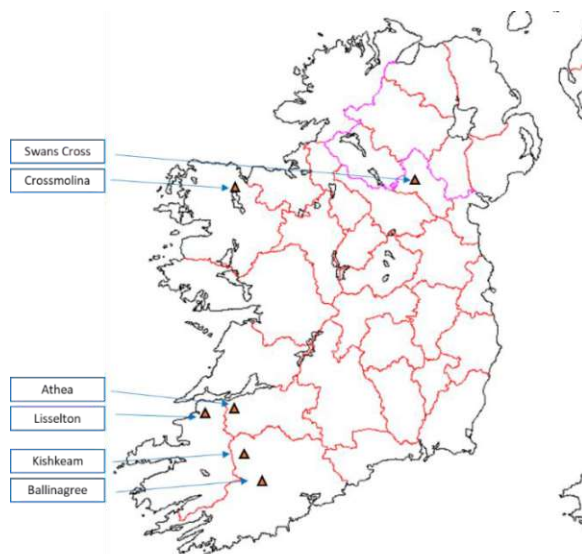 Swans Cross
Crossmolina
Athea
Lisselton
Kishkeam
Ballinagree